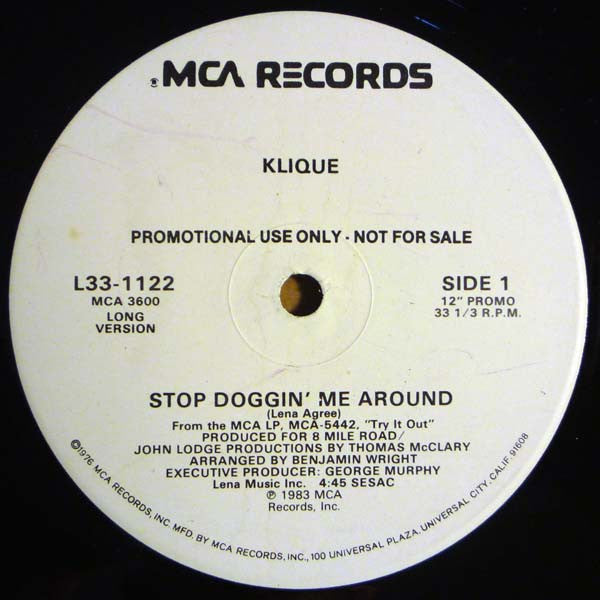 MCA RECORDS
KLIQUE
PROMOTIONAL USE ONLY - NOT FOR SALE
L33-1122
MCA 3600
LONG
VERSION
SIDE 1
12" PROMO
33 1/3 R.P.M.
STOP DOGGIN' ME AROUND
(Lena Agree)
From the MCA LP, MCA-5442, "Try It Out"
PRODUCED FOR 8 MILE ROAD/
JOHN LODGE PRODUCTIONS BY THOMAS McCLARY
ARRANGED BY BENJAMIN WRIGHT
EXECUTIVE PRODUCER: GEORGE MURPHY
Lena Music Inc. 4:45 SESAC
℗ 1983 MCA
Records, Inc.
©1976 MCA RECORDS, INC. MFD. BY MCA RECORDS, INC., 100 UNIVERSAL PLAZA, UNIVERSAL CITY, CALIF. 91608